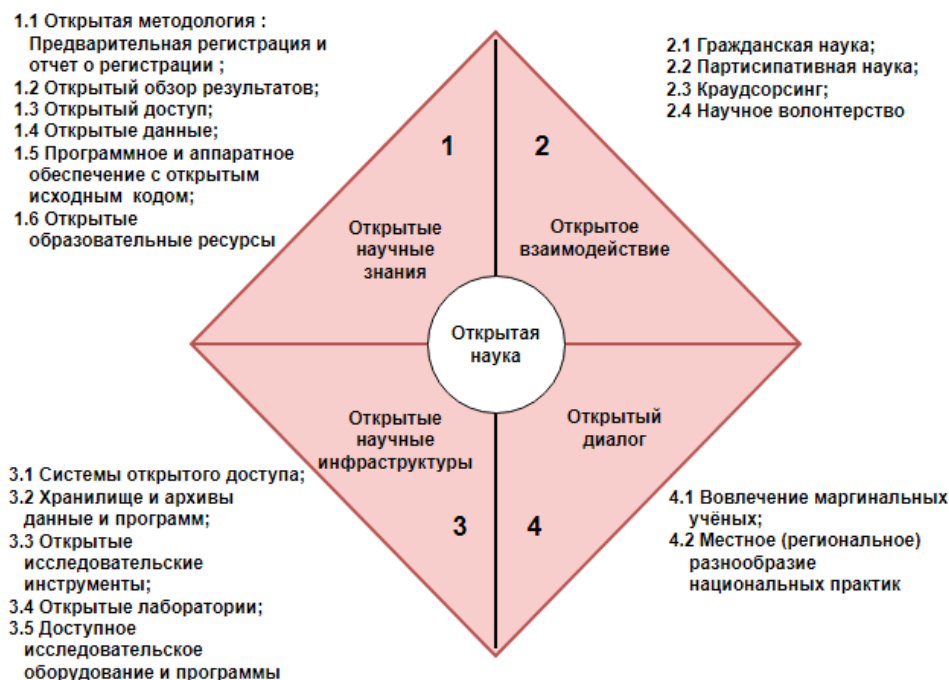 1.1 Открытая методология :
Предварительная регистрация и
отчет о регистрации ;
1.2 Открытый обзор результатов;
1.3 Открытый доступ;
1.4 Открытые данные;
1.5 Программное и аппаратное
обеспечение с открытым
исходным кодом;
1.6 Открытые
образовательные ресурсы
2.1 Гражданская наука;
2.2 Партисипативная наука;
2.3 Краудсорсинг;
2.4 Научное волонтерство
1
2
Открытые
научные
знания
Открытое
взаимодействие
Открытая
наука
Открытые
научные
инфраструктуры
Открытый
диалог
3
4
3.1 Системы открытого доступа;
3.2 Хранилище и архивы
данные и программ;
3.3 Открытые
исследовательские
инструменты;
3.4 Открытые лаборатории;
3.5 Доступное
исследовательское
оборудование и программы
4.1 Вовлечение маргинальных
учёных;
4.2 Местное (региональное)
разнообразие
национальных практик